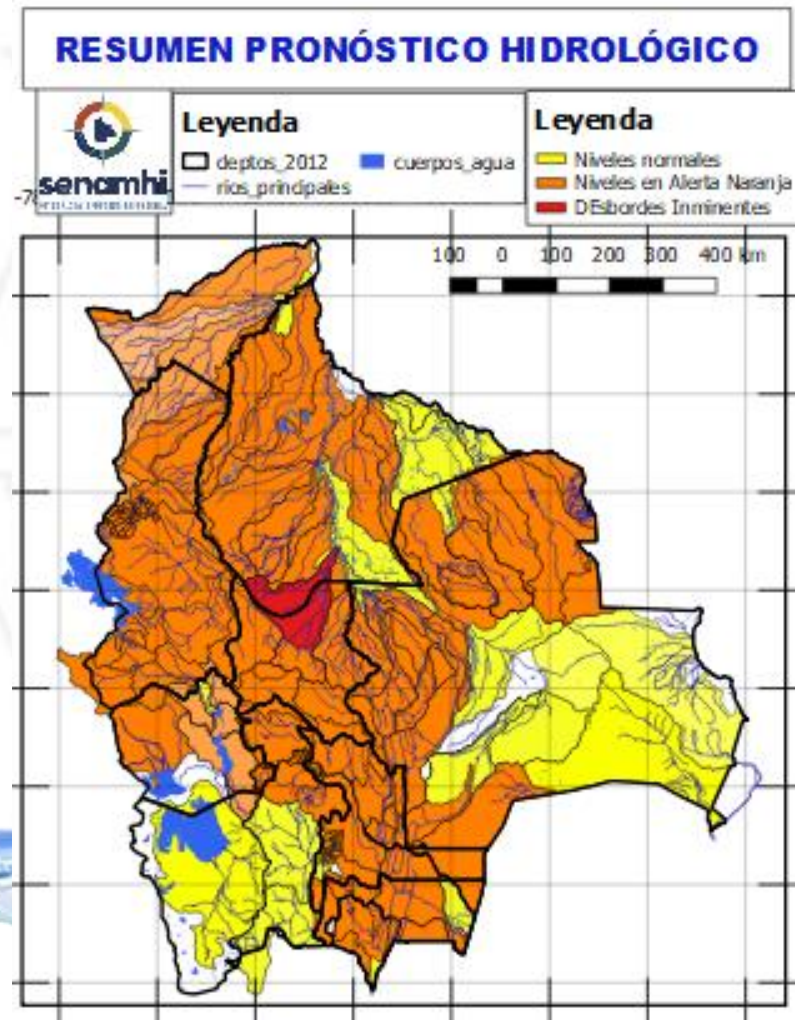 RESUMEN PRONÓSTICO HIDROLÓGICO
senamhi
Leyenda
deptos_2012
cuerpos_agua
rios_principales
Leyenda
Niveles normales
Niveles en Alerta Naranja
DEsbordes Inminentes
100 0 100 200 300 400 km